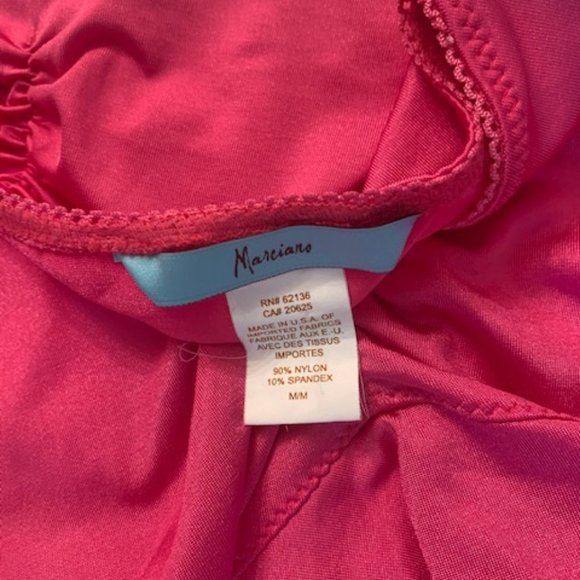 Marciano
RN# 62136
CA# 20625
MADE IN U.S.A. OF
IMPORTED FABRICS
FABRIQUE AUX E.-U.
AVEC DES TISSUS
IMPORTES
90% NYLON
10% SPANDEX
M/M